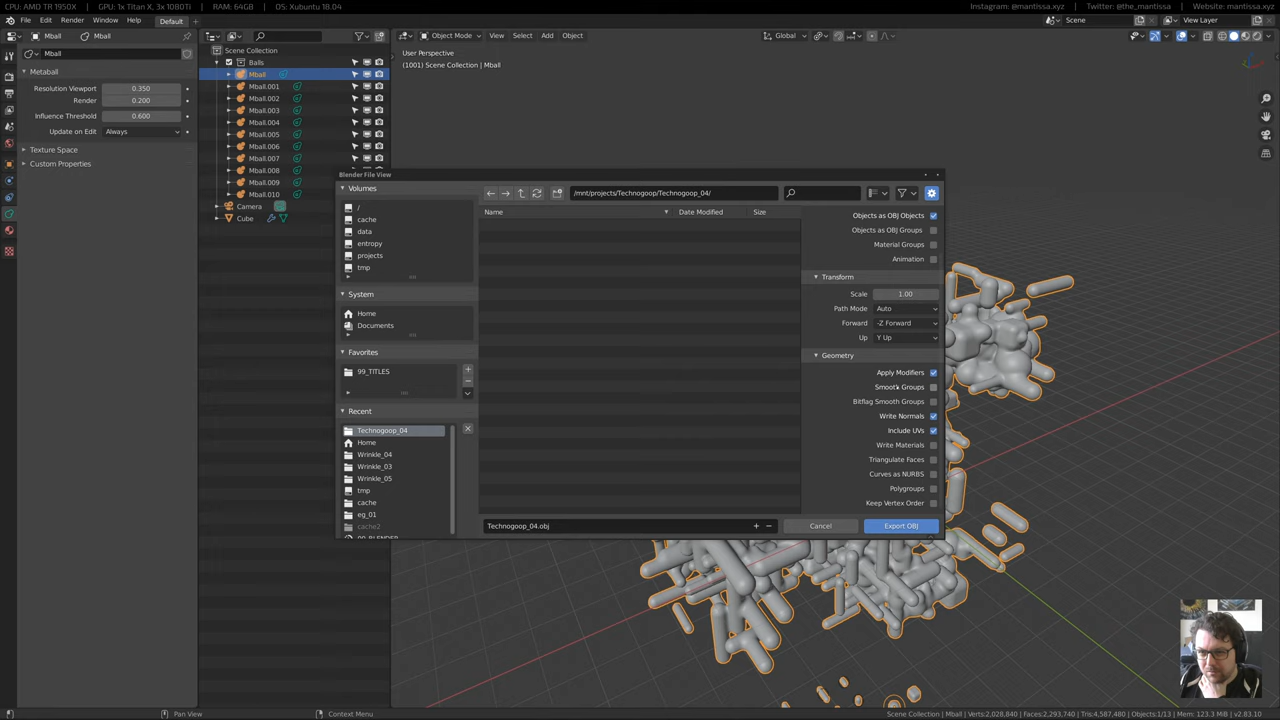 CPU: AMD TR 1950X GPU: 1x Titan X, 3x 1080Ti RAM: 64GB OS: Xubuntu 18.04 Instagram: @mantissa.xyz Twitter: @the_mantissa Website: mantissa.xyz
File Edit Render Window Help Default Scene View Layer
Mball Mball Object Mode View Select Add Object Global
Mball
Metaball
Resolution Viewport 0.350
Render 0.200
Influence Threshold 0.600
Update on Edit Always
Texture Space
Custom Properties
Scene Collection
Balls
Mball
Mball.001
Mball.002
Mball.003
Mball.004
Mball.005
Mball.006
Mball.007
Mball.008
Mball.009
Mball.010
Camera
Cube
User Perspective
(1001) Scene Collection | Mball
Blender File View
Volumes
/
cache
data
entropy
projects
tmp
System
Home
Documents
Favorites
99_TITLES
Recent
Technogoop_04
Home
Wrinkle_04
Wrinkle_03
Wrinkle_05
tmp
cache
eg_01
cache2
/mnt/projects/Technogoop/Technogoop_04/
Name Date Modified Size
Technogoop_04.obj
Cancel Export OBJ
Objects as OBJ Objects
Objects as OBJ Groups
Material Groups
Animation
Transform
Scale 1.00
Path Mode Auto
Forward -Z Forward
Up Y Up
Geometry
Apply Modifiers
Smooth Groups
Bitflag Smooth Groups
Write Normals
Include UVs
Write Materials
Triangulate Faces
Curves as NURBS
Polygroups
Keep Vertex Order
Pan View Context Menu Scene Collection | Mball | Verts:2,028,840 | Faces:2,293,740 | Tris:4,587,480 | Objects:1/13 | Mem: 123.3 MiB | v2.83.10